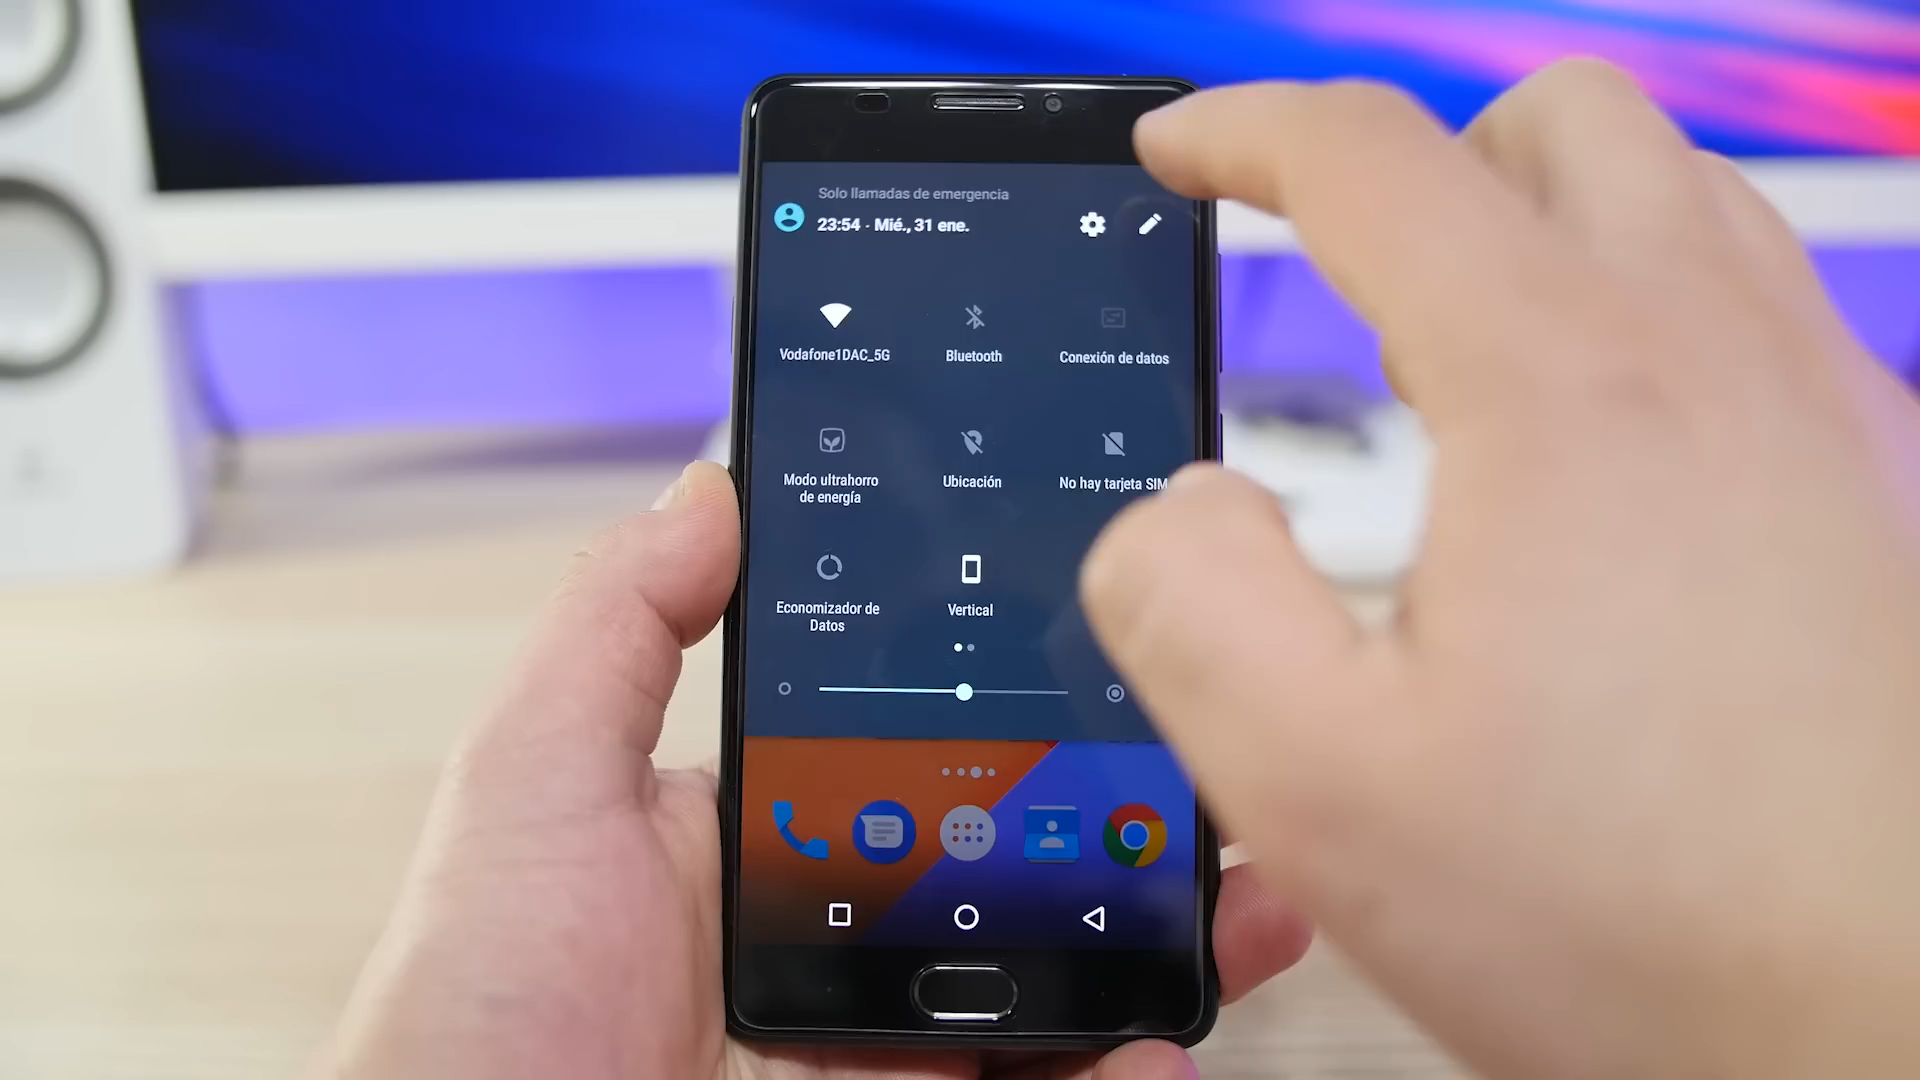 Solo llamadas de emergencia
23:54 · Mié., 31 ene.
Vodafone1DAC_5G
Bluetooth
Conexión de datos
Modo ultrahorro
de energía
Ubicación
No hay tarjeta SIM
Economizador de
Datos
Vertical